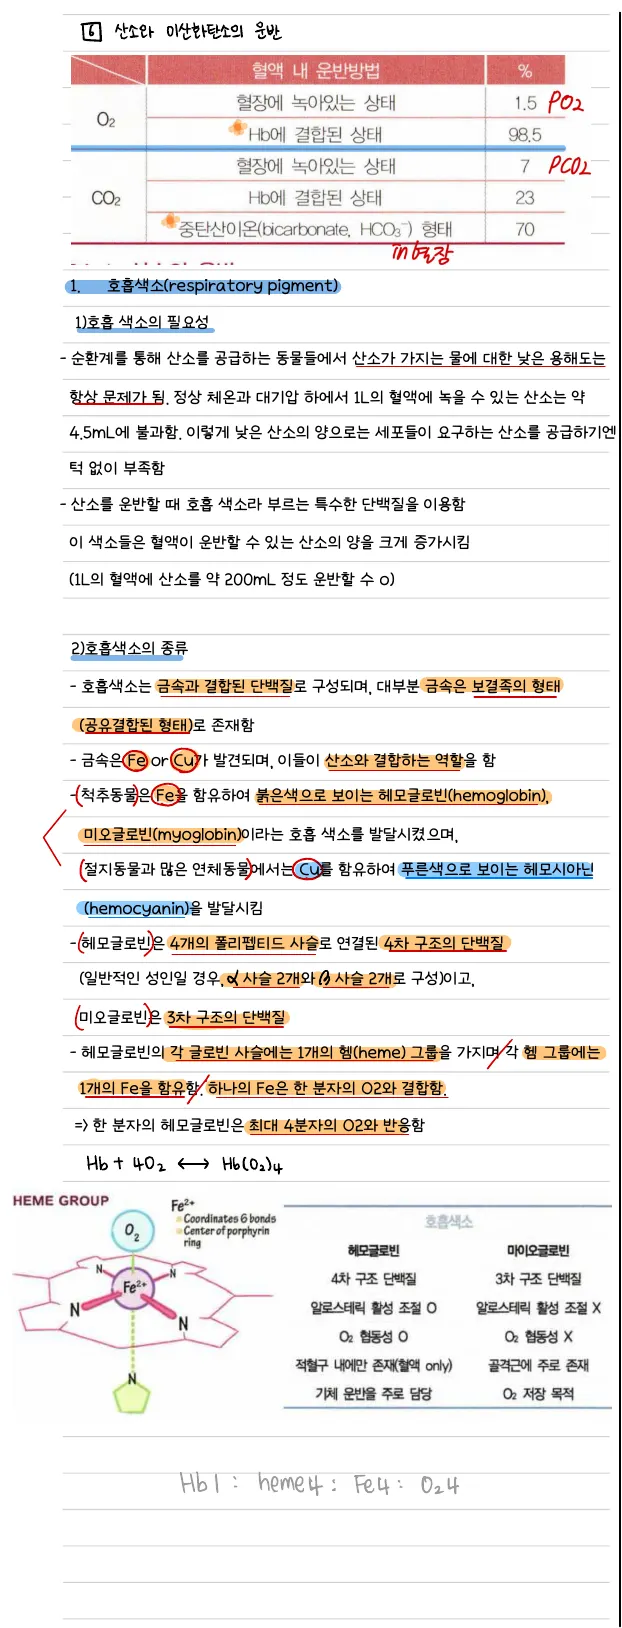 6 산소와 이산화탄소의 운반
혈액 내 운반방법 %
O₂ 혈장에 녹아있는 상태 1.5 PO2
Hb에 결합된 상태 98.5
CO₂ 혈장에 녹아있는 상태 7 PCO2
Hb에 결합된 상태 23
중탄산이온(bicarbonate, HCO₃⁻) 형태 70
in 혈장
1. 호흡색소(respiratory pigment)
1)호흡 색소의 필요성
- 순환계를 통해 산소를 공급하는 동물들에서 산소가 가지는 물에 대한 낮은 용해도는
항상 문제가 됨. 정상 체온과 대기압 하에서 1L의 혈액에 녹을 수 있는 산소는 약
4.5mL에 불과함. 이렇게 낮은 산소의 양으로는 세포들이 요구하는 산소를 공급하기엔
턱 없이 부족함
- 산소를 운반할 때 호흡 색소라 부르는 특수한 단백질을 이용함
이 색소들은 혈액이 운반할 수 있는 산소의 양을 크게 증가시킴
(1L의 혈액에 산소를 약 200mL 정도 운반할 수 o)
2)호흡색소의 종류
- 호흡색소는 금속과 결합된 단백질로 구성되며, 대부분 금속은 보결족의 형태
(공유결합된 형태)로 존재함
- 금속은 Fe or Cu가 발견되며, 이들이 산소와 결합하는 역할을 함
- (척추동물)은 Fe을 함유하여 붉은색으로 보이는 헤모글로빈(hemoglobin),
미오글로빈(myoglobin)이라는 호흡 색소를 발달시켰으며,
(절지동물과 많은 연체동물)에서는 Cu를 함유하여 푸른색으로 보이는 헤모시아닌
(hemocyanin)을 발달시킴
- (헤모글로빈)은 4개의 폴리펩티드 사슬로 연결된 4차 구조의 단백질
(일반적인 성인일 경우, α 사슬 2개와 β 사슬 2개로 구성)이고,
(미오글로빈)은 3차 구조의 단백질
- 헤모글로빈의 각 글로빈 사슬에는 1개의 헴(heme) 그룹을 가지며/각 헴 그룹에는
1개의 Fe을 함유함/ 하나의 Fe은 한 분자의 O2와 결합함.
=> 한 분자의 헤모글로빈은 최대 4분자의 O2와 반응함
Hb + 4O₂ ⟷ Hb(O₂)₄
HEME GROUP
Fe²⁺
Coordinates 6 bonds
Center of porphyrin
ring
O₂
N N
Fe²⁺
N N
N
호흡색소
헤모글로빈 마이오글로빈
4차 구조 단백질 3차 구조 단백질
알로스테릭 활성 조절 O 알로스테릭 활성 조절 X
O₂ 협동성 O O₂ 협동성 X
적혈구 내에만 존재(혈액 only) 골격근에 주로 존재
기체 운반을 주로 담당 O₂ 저장 목적
Hb1 : heme4 : Fe4 : O₂4